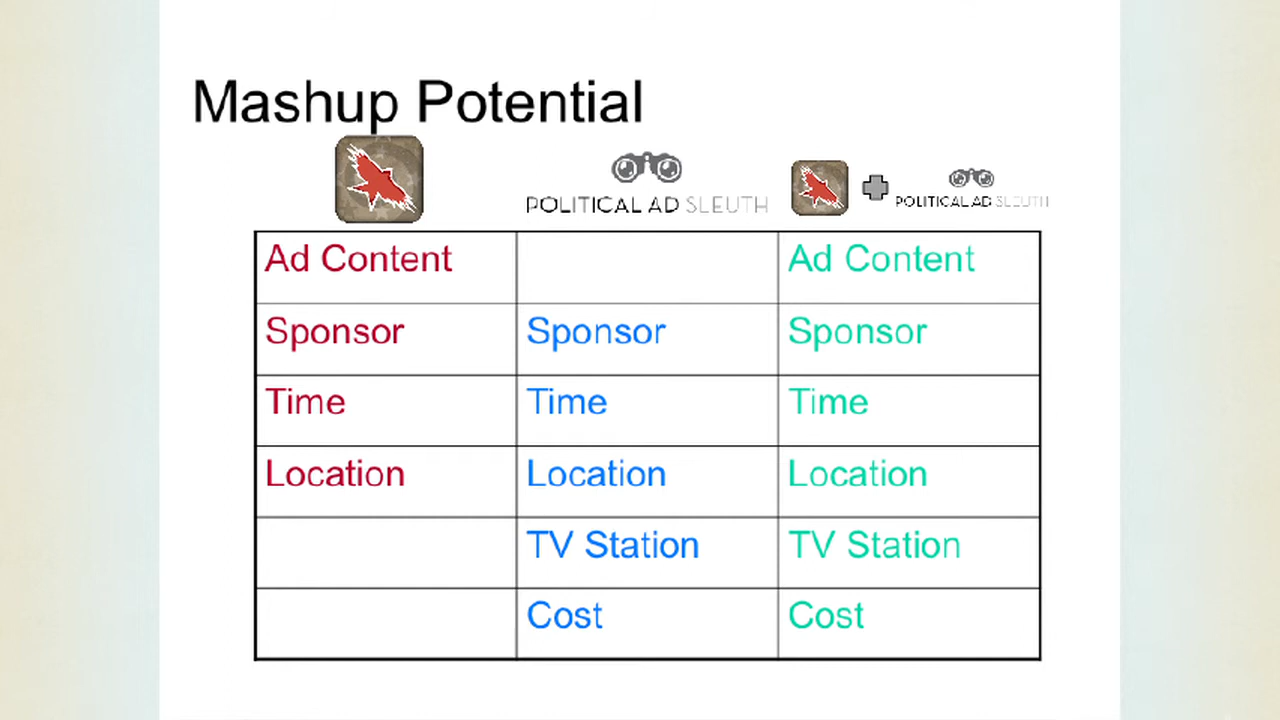 Mashup Potential
POLITICAL AD SLEUTH
POLITICAL AD SLEUTH
Ad Content
Ad Content
Sponsor
Sponsor
Sponsor
Time
Time
Time
Location
Location
Location
TV Station
TV Station
Cost
Cost